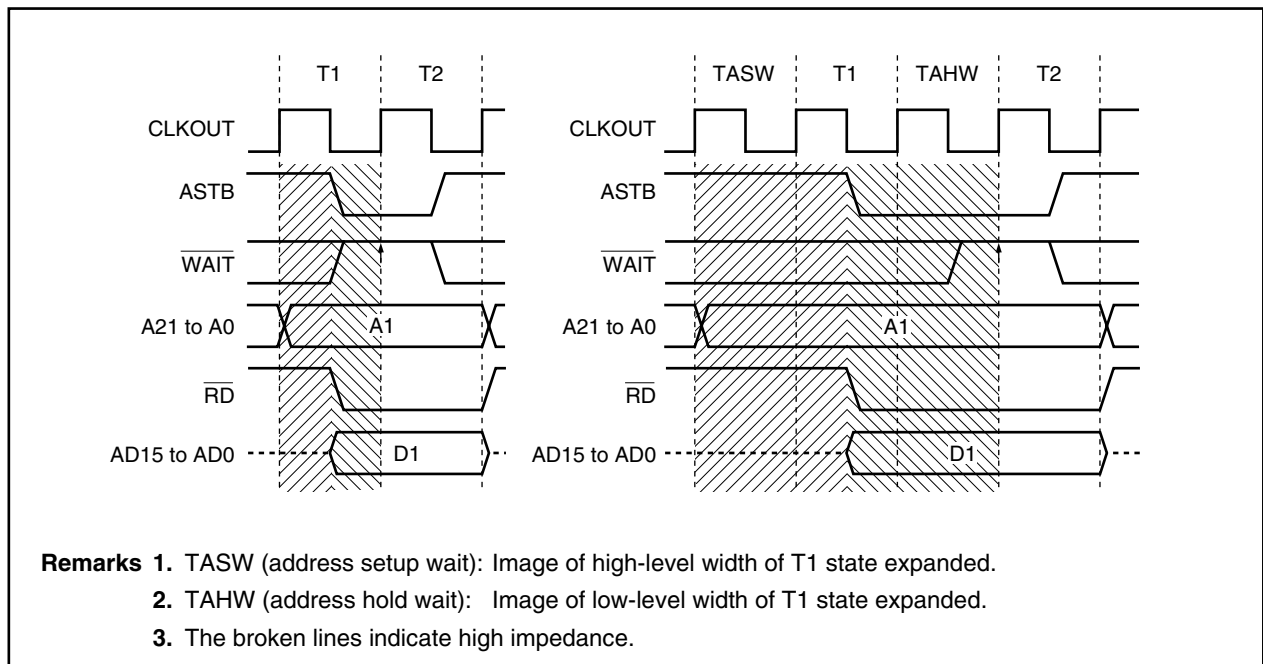 T1 T2
CLKOUT
ASTB
WAIT
A21 to A0 A1
RD
AD15 to AD0 D1
TASW T1 TAHW T2
CLKOUT
ASTB
WAIT
A21 to A0 A1
RD
AD15 to AD0 D1
Remarks 1. TASW (address setup wait): Image of high-level width of T1 state expanded.
2. TAHW (address hold wait): Image of low-level width of T1 state expanded.
3. The broken lines indicate high impedance.